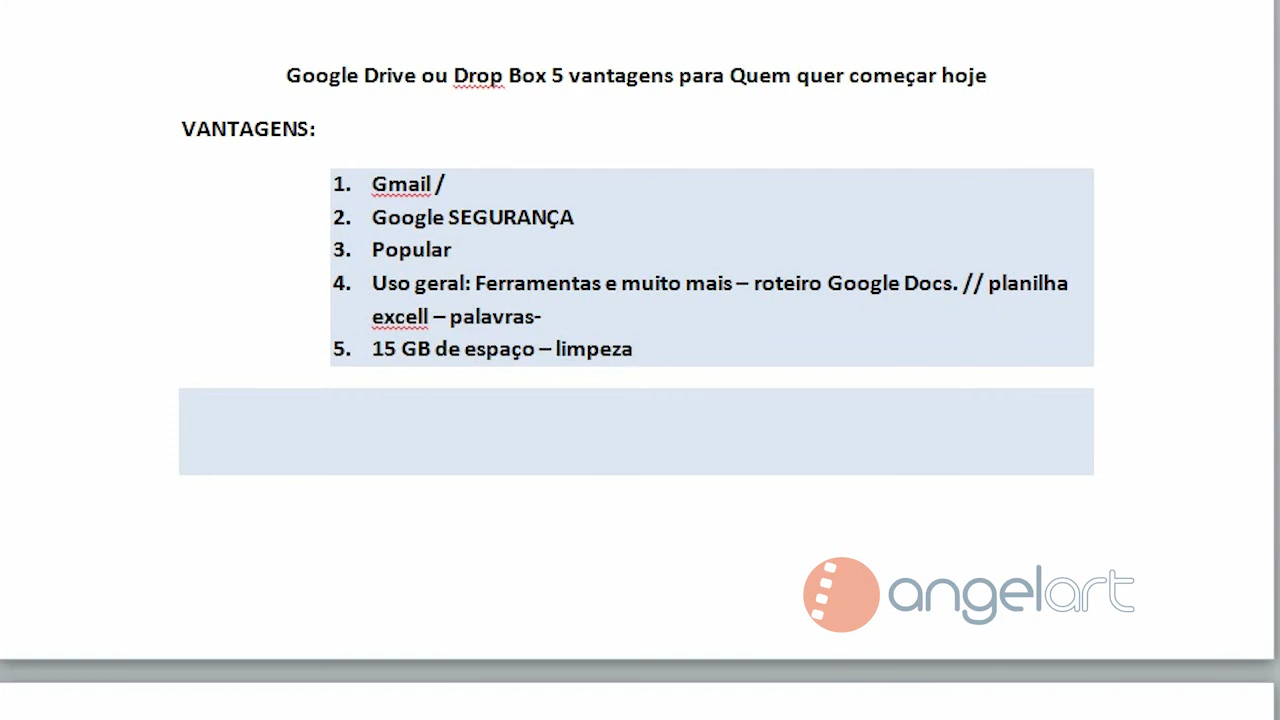 Google Drive ou Drop Box 5 vantagens para Quem quer começar hoje
VANTAGENS:
1. Gmail /
2. Google SEGURANÇA
3. Popular
4. Uso geral: Ferramentas e muito mais – roteiro Google Docs. // planilha
excell – palavras-
5. 15 GB de espaço – limpeza
angelart